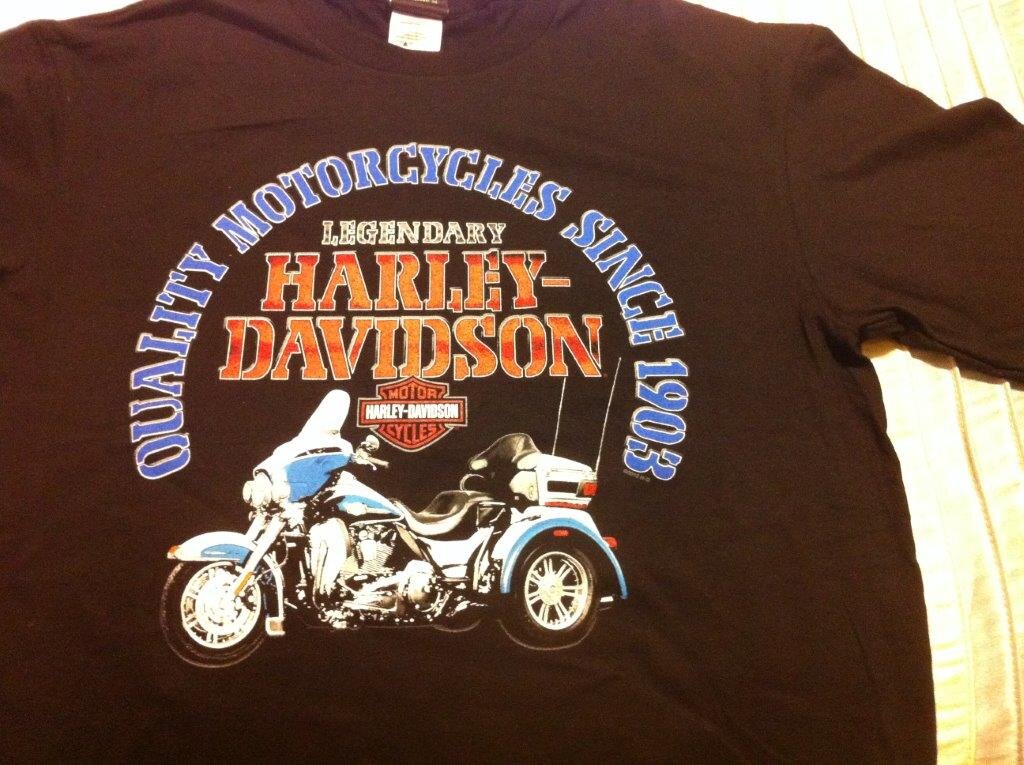 QUALITY MOTORCYCLES SINCE 1903
LEGENDARY
HARLEY-
DAVIDSON
MOTOR
HARLEY-DAVIDSON
CYCLES